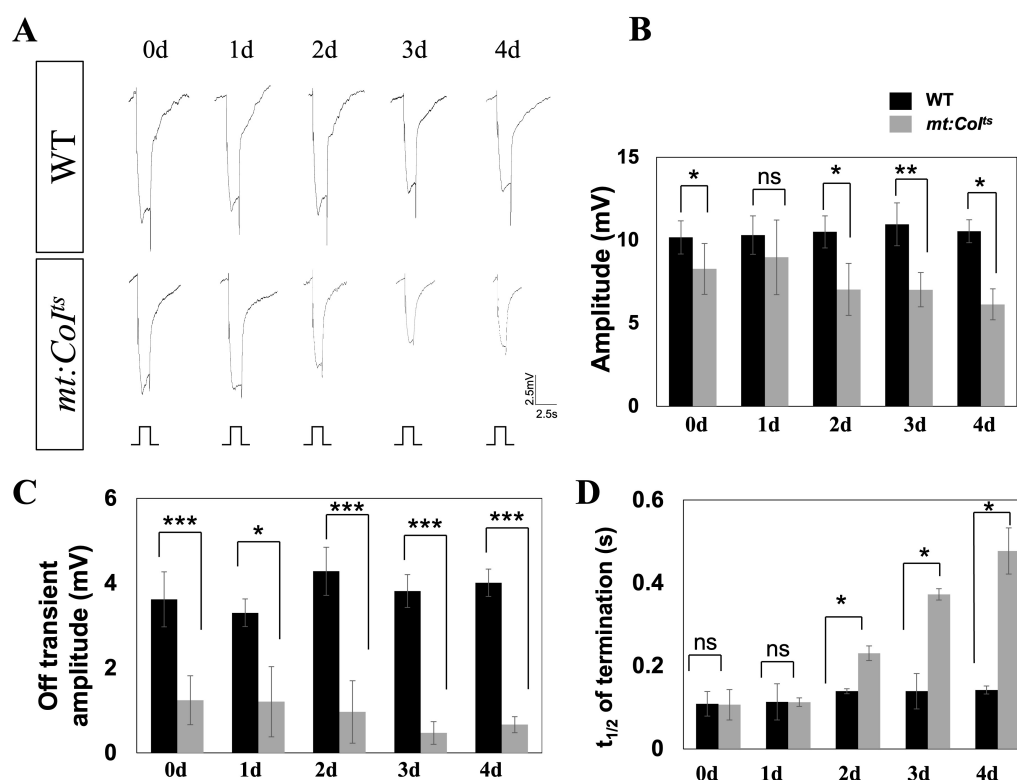 A
0d 1d 2d 3d 4d
WT
mt:CoI^ts
2.5mV
2.5s
B
WT
mt:CoI^ts
Amplitude (mV)
15
10
5
0
* ns * ** *
0d 1d 2d 3d 4d
C
Off transient
amplitude (mV)
6
4
2
0
*** * *** *** ***
0d 1d 2d 3d 4d
D
t1/2 of termination (s)
0.6
0.4
0.2
0
ns ns * * *
0d 1d 2d 3d 4d